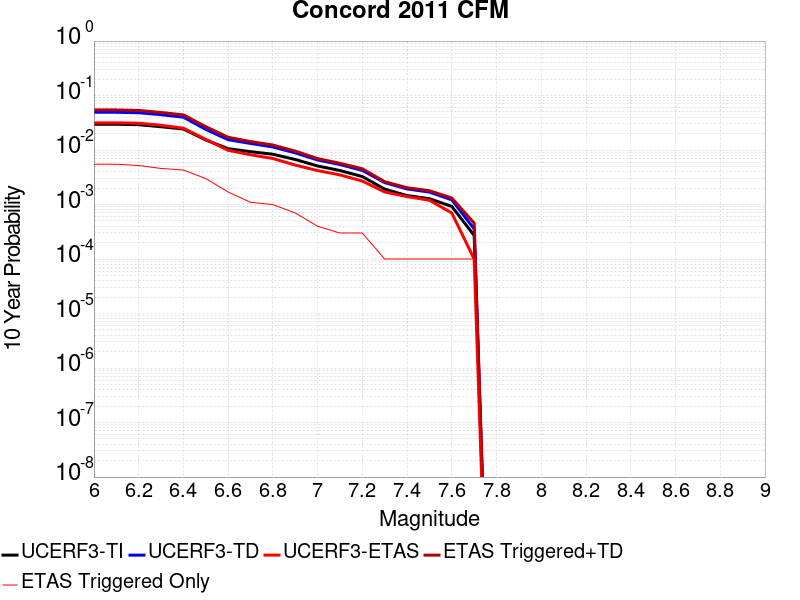 Concord 2011 CFM
10^0
10^-1
10^-2
10^-3
10^-4
10^-5
10^-6
10^-7
10^-8
10 Year Probability
6 6.2 6.4 6.6 6.8 7 7.2 7.4 7.6 7.8 8 8.2 8.4 8.6 8.8 9
Magnitude
UCERF3-TI UCERF3-TD UCERF3-ETAS ETAS Triggered+TD
ETAS Triggered Only